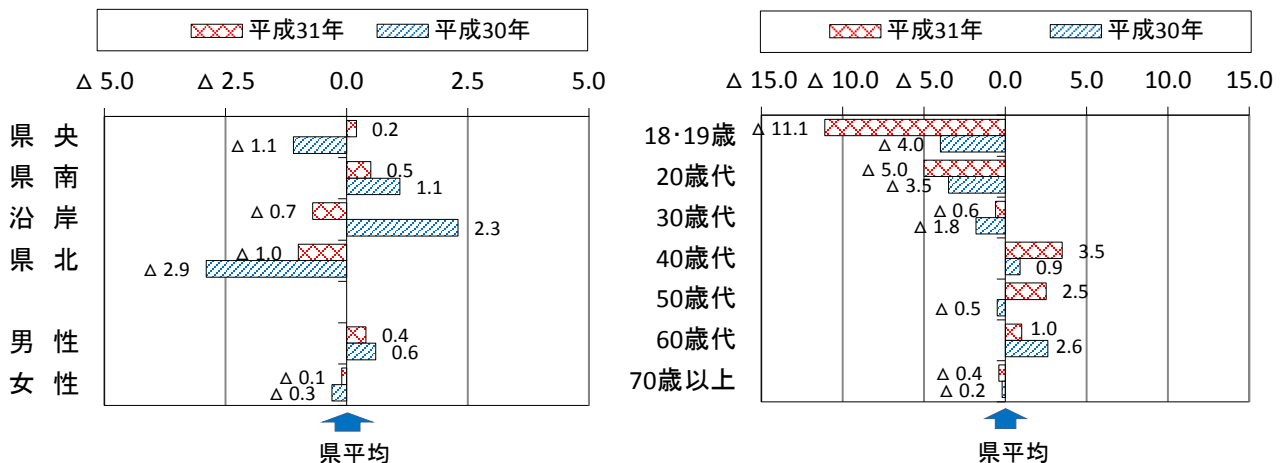 平成31年 平成30年
△ 5.0 △ 2.5 0.0 2.5 5.0
県 央 0.2
△ 1.1
県 南 0.5
1.1
沿 岸 △ 0.7
2.3
県 北 △ 1.0
△ 2.9
男 性 0.4
0.6
女 性 △ 0.1
△ 0.3
県平均
平成31年 平成30年
△ 15.0 △ 10.0 △ 5.0 0.0 5.0 10.0 15.0
18･19歳 △ 11.1
△ 4.0
20歳代 △ 5.0
△ 3.5
30歳代 △ 0.6
△ 1.8
40歳代 3.5
0.9
50歳代 2.5
△ 0.5
60歳代 1.0
2.6
70歳以上 △ 0.4
△ 0.2
県平均